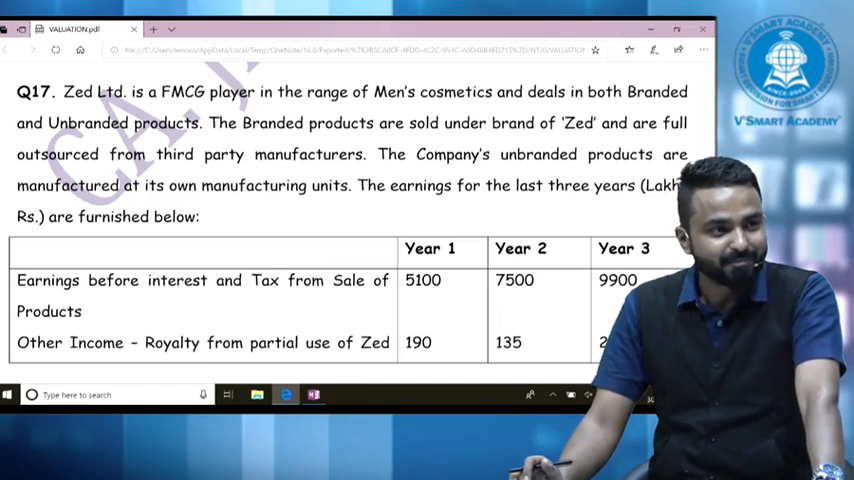 VALUATION.pdf
V'SMART ACADEMY
Q17. Zed Ltd. is a FMCG player in the range of Men's cosmetics and deals in both Branded
and Unbranded products. The Branded products are sold under brand of 'Zed' and are full
outsourced from third party manufacturers. The Company's unbranded products are
manufactured at its own manufacturing units. The earnings for the last three years (Lakh
Rs.) are furnished below:
Year 1 Year 2 Year 3
Earnings before interest and Tax from Sale of 5100 7500 9900
Products
Other Income – Royalty from partial use of Zed 190 135 2
Type here to search
V'SMART ACADEMY